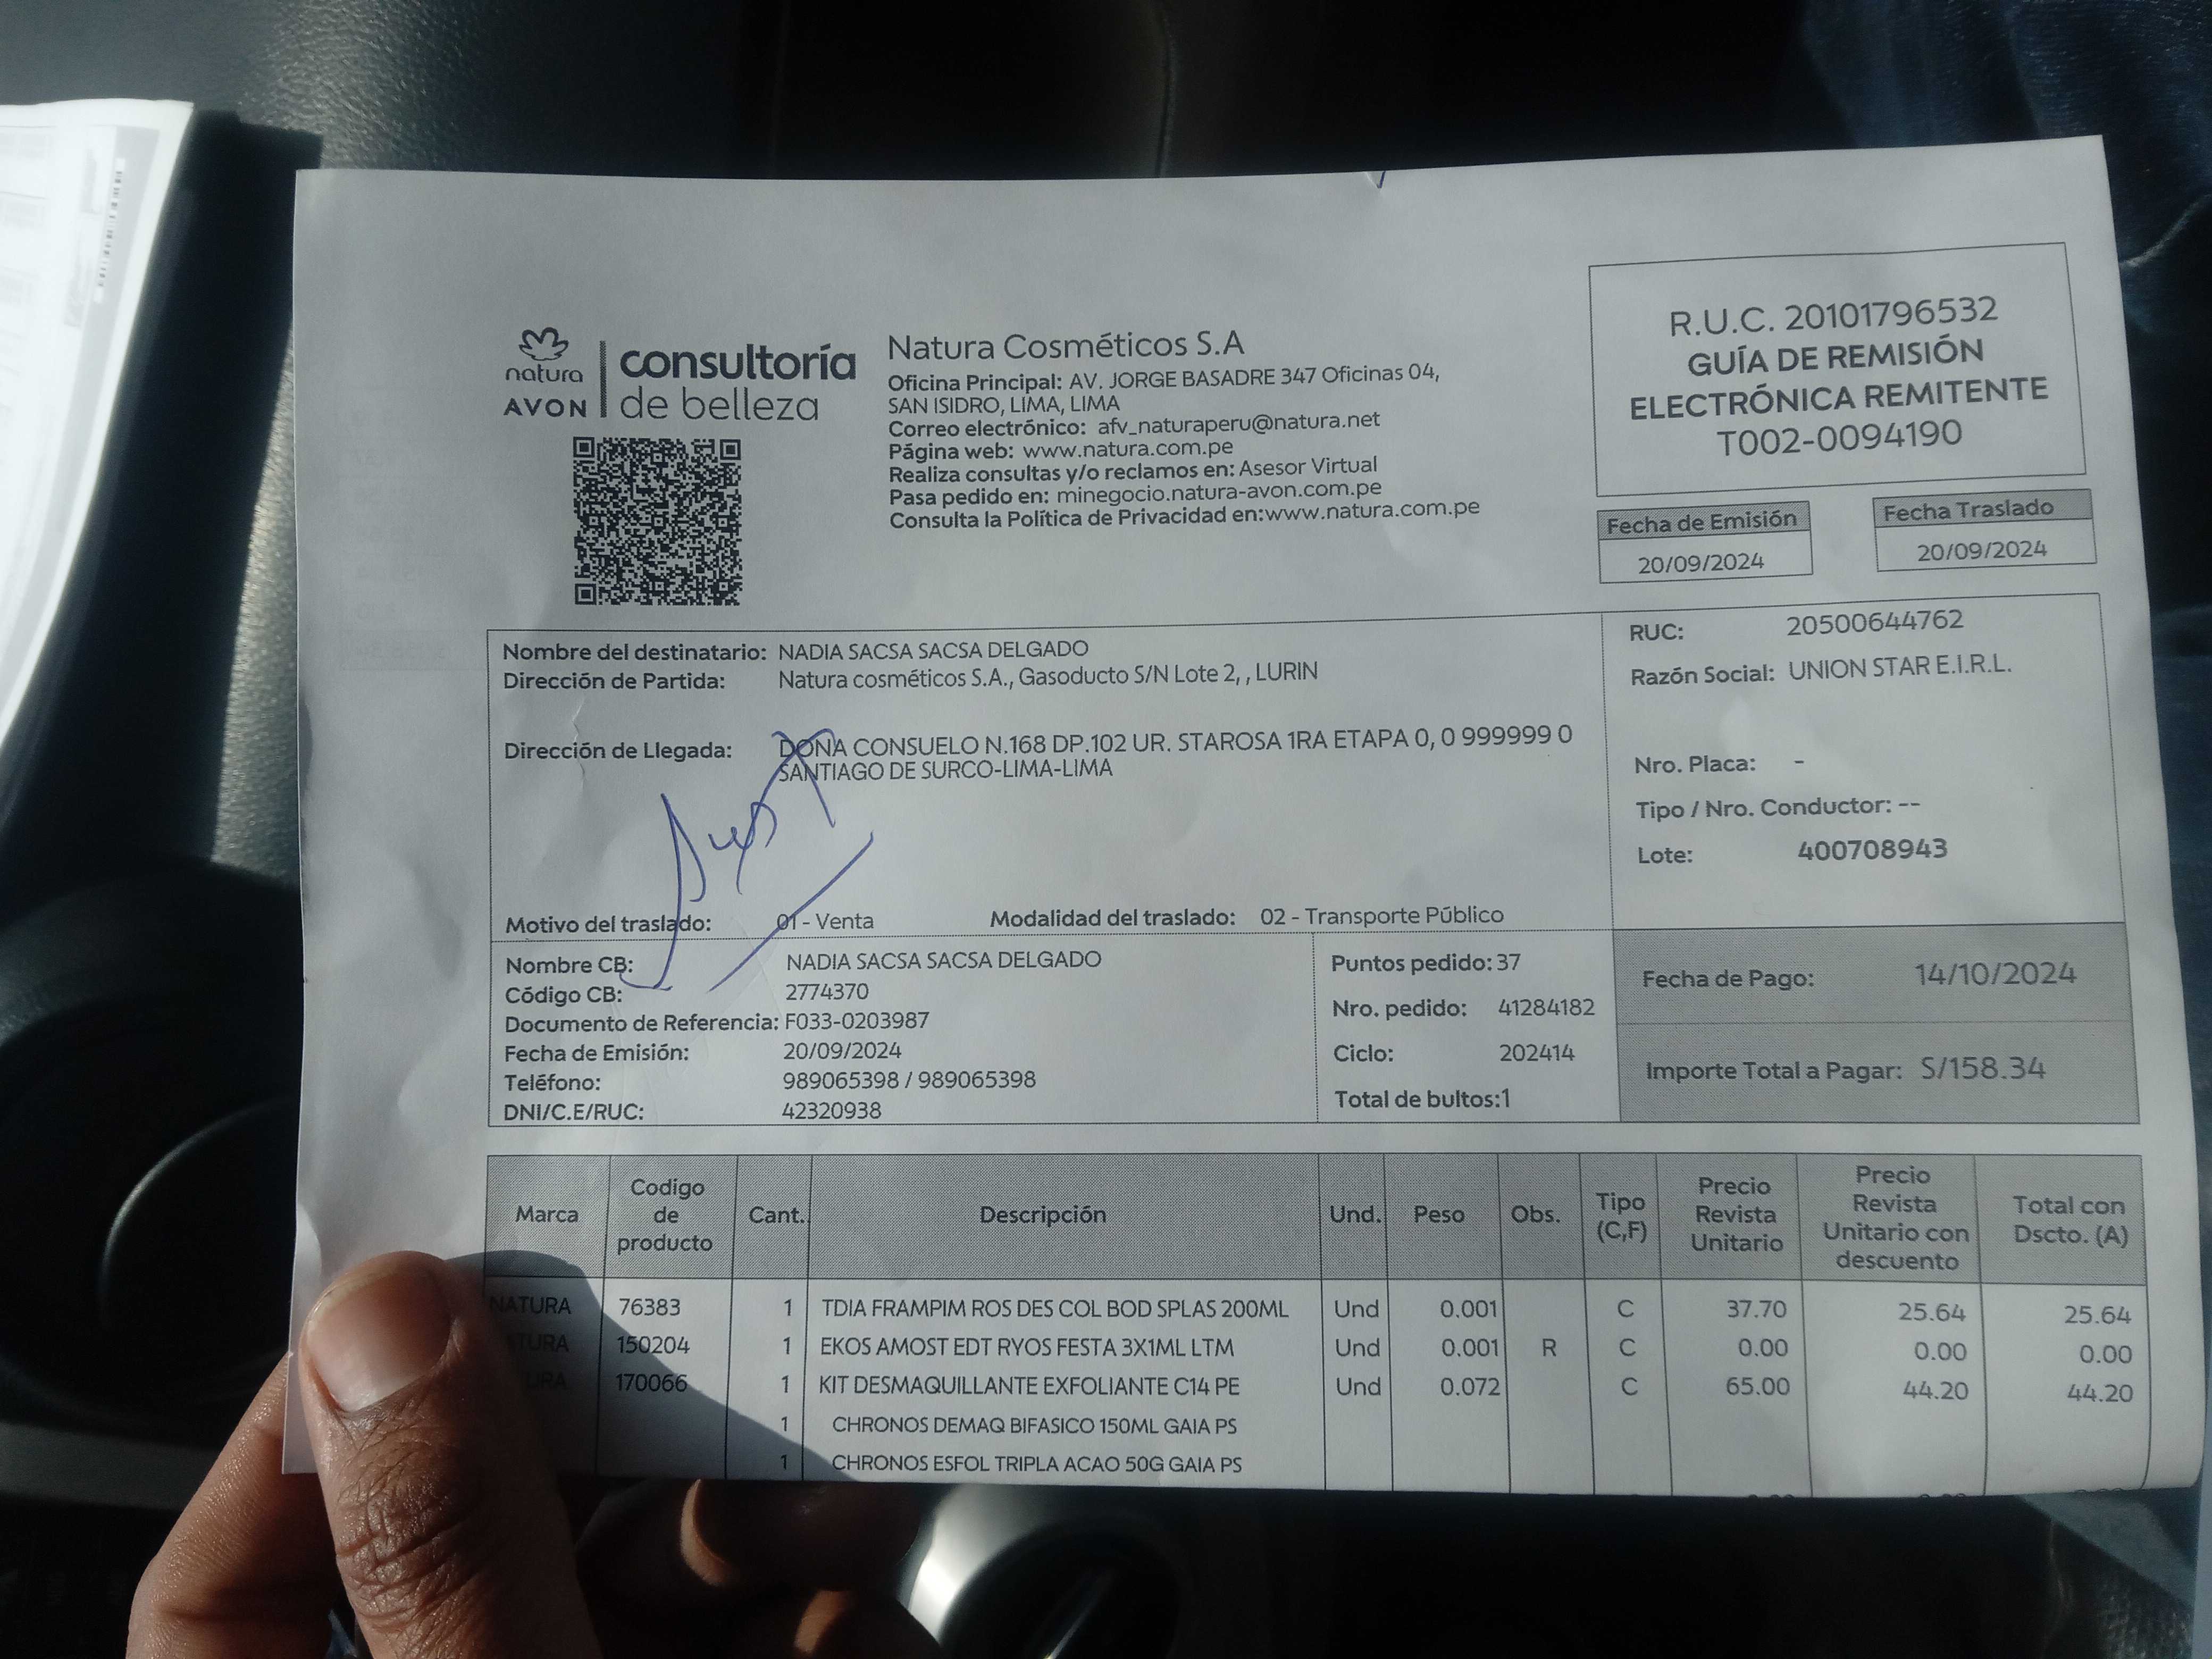 natura
AVON
consultoría
de belleza
Natura Cosméticos S.A
Oficina Principal: AV. JORGE BASADRE 347 Oficinas 04,
SAN ISIDRO, LIMA, LIMA
Correo electrónico: afv_naturaperu@natura.net
Página web: www.natura.com.pe
Realiza consultas y/o reclamos en: Asesor Virtual
Pasa pedido en: minegocio.natura-avon.com.pe
Consulta la Política de Privacidad en:www.natura.com.pe
R.U.C. 20101796532
GUÍA DE REMISIÓN
ELECTRÓNICA REMITENTE
T002-0094190
Fecha de Emisión
20/09/2024
Fecha Traslado
20/09/2024
Nombre del destinatario: NADIA SACSA SACSA DELGADO
Dirección de Partida: Natura cosméticos S.A., Gasoducto S/N Lote 2, , LURIN
Dirección de Llegada: DONA CONSUELO N.168 DP.102 UR. STAROSA 1RA ETAPA 0, 0 999999 0
SANTIAGO DE SURCO-LIMA-LIMA
Motivo del traslado: 01 - Venta Modalidad del traslado: 02 - Transporte Público
RUC: 20500644762
Razón Social: UNION STAR E.I.R.L.
Nro. Placa: -
Tipo / Nro. Conductor: --
Lote: 400708943
Nombre CB: NADIA SACSA SACSA DELGADO
Código CB: 2774370
Documento de Referencia: F033-0203987
Fecha de Emisión: 20/09/2024
Teléfono: 989065398 / 989065398
DNI/C.E/RUC: 42320938
Puntos pedido: 37
Nro. pedido: 41284182
Ciclo: 202414
Total de bultos:1
Fecha de Pago: 14/10/2024
Importe Total a Pagar: S/158.34
Marca Codigo de producto Cant. Descripción Und. Peso Obs. Tipo (C,F) Precio Revista Unitario Precio Revista Unitario con descuento Total con Dscto. (A)
NATURA 76383 1 TDIA FRAMPIM ROS DES COL BOD SPLAS 200ML Und 0.001 C 37.70 25.64 25.64
150204 1 EKOS AMOST EDT RYOS FESTA 3X1ML LTM Und 0.001 R C 0.00 0.00 0.00
170066 1 KIT DESMAQUILLANTE EXFOLIANTE C14 PE Und 0.072 C 65.00 44.20 44.20
1 CHRONOS DEMAQ BIFASICO 150ML GAIA PS
1 CHRONOS ESFOL TRIPLA ACAO 50G GAIA PS